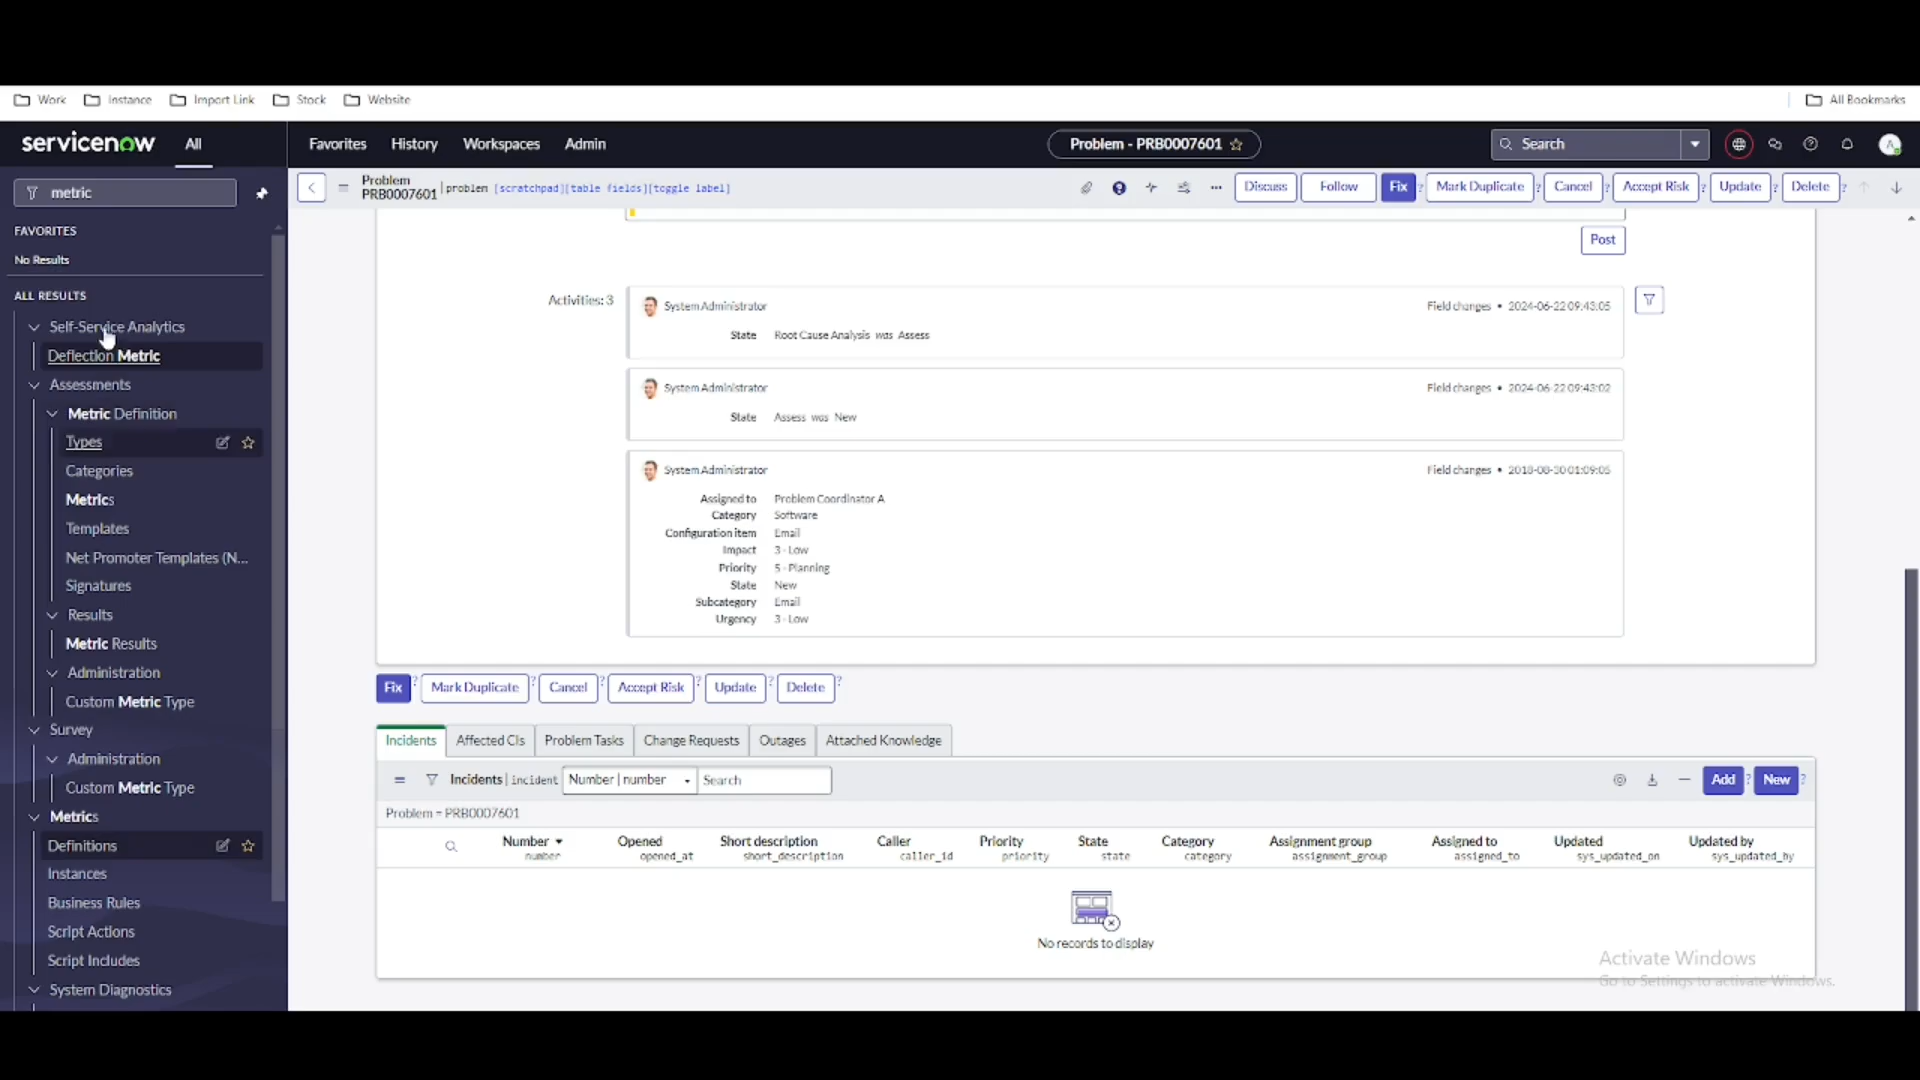 Work Instance Import Link Stock Website All Bookmarks
servicenow All Favorites History Workspaces Admin Problem - PRB0007601 Search A
metric
Problem
PRB0007601 problem [scratchpad][table fields][toggle label] Discuss Follow Fix ? Mark Duplicate ? Cancel ? Accept Risk ? Update ? Delete ?
FAVORITES
No Results
ALL RESULTS
Self-Service Analytics
Deflection Metric
Assessments
Metric Definition
Types
Categories
Metrics
Templates
Net Promoter Templates (N...
Signatures
Results
Metric Results
Administration
Custom Metric Type
Survey
Administration
Custom Metric Type
Metrics
Definitions
Instances
Business Rules
Script Actions
Script Includes
System Diagnostics
Post
Activities: 3
System Administrator Field changes • 2024-06-22 09:43:05
State Root Cause Analysis was Assess
System Administrator Field changes • 2024-06-22 09:43:02
State Assess was New
System Administrator Field changes • 2018-08-30 01:09:05
Assigned to Problem Coordinator A
Category Software
Configuration item Email
Impact 3 - Low
Priority 5 - Planning
State New
Subcategory Email
Urgency 3 - Low
Fix ? Mark Duplicate ? Cancel ? Accept Risk ? Update ? Delete ?
Incidents Affected CIs Problem Tasks Change Requests Outages Attached Knowledge
Incidents | incident Number | number Search Add ? New ?
Problem = PRB0007601
Number Opened Short description Caller Priority State Category Assignment group Assigned to Updated Updated by
number opened_at short_description caller_id priority state category assignment_group assigned_to sys_updated_on sys_updated_by
No records to display
Activate Windows
Go to Settings to activate Windows.